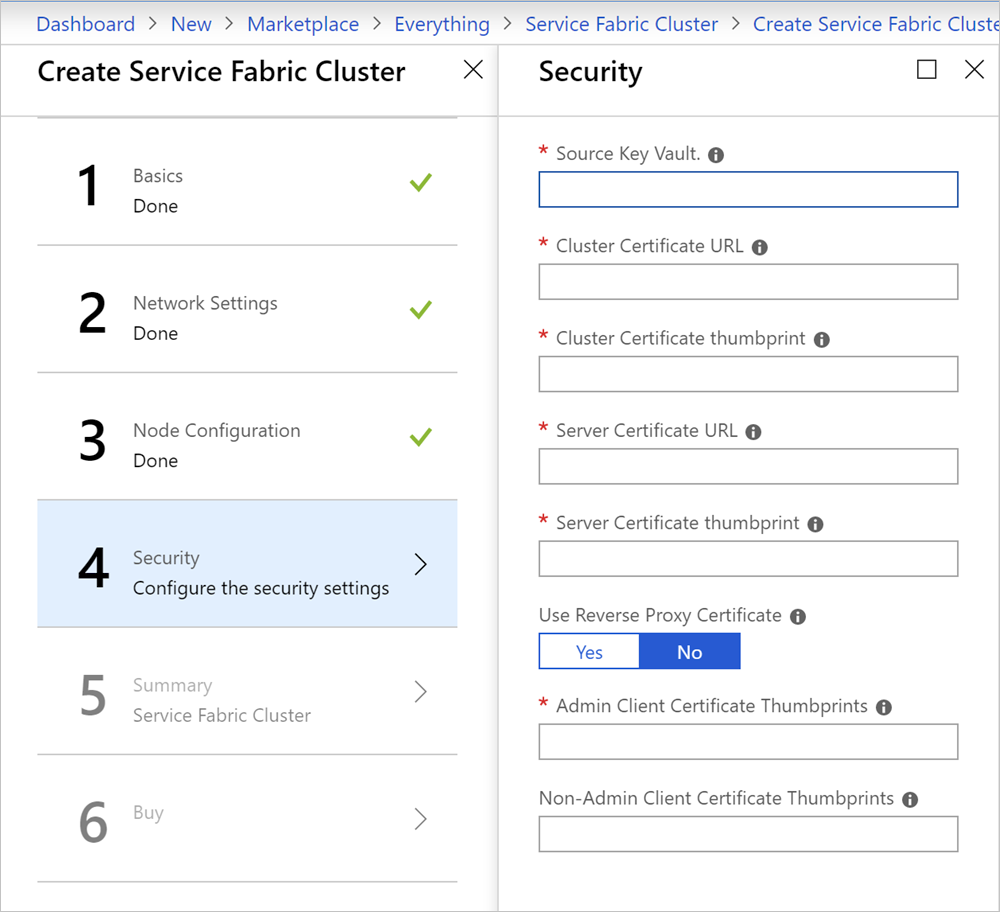 Dashboard > New > Marketplace > Everything > Service Fabric Cluster > Create Service Fabric Cluste
Create Service Fabric Cluster
1
Basics
Done
2
Network Settings
Done
3
Node Configuration
Done
4
Security
Configure the security settings
5
Summary
Service Fabric Cluster
6
Buy
Security
* Source Key Vault.
* Cluster Certificate URL
* Cluster Certificate thumbprint
* Server Certificate URL
* Server Certificate thumbprint
Use Reverse Proxy Certificate
Yes No
* Admin Client Certificate Thumbprints
Non-Admin Client Certificate Thumbprints